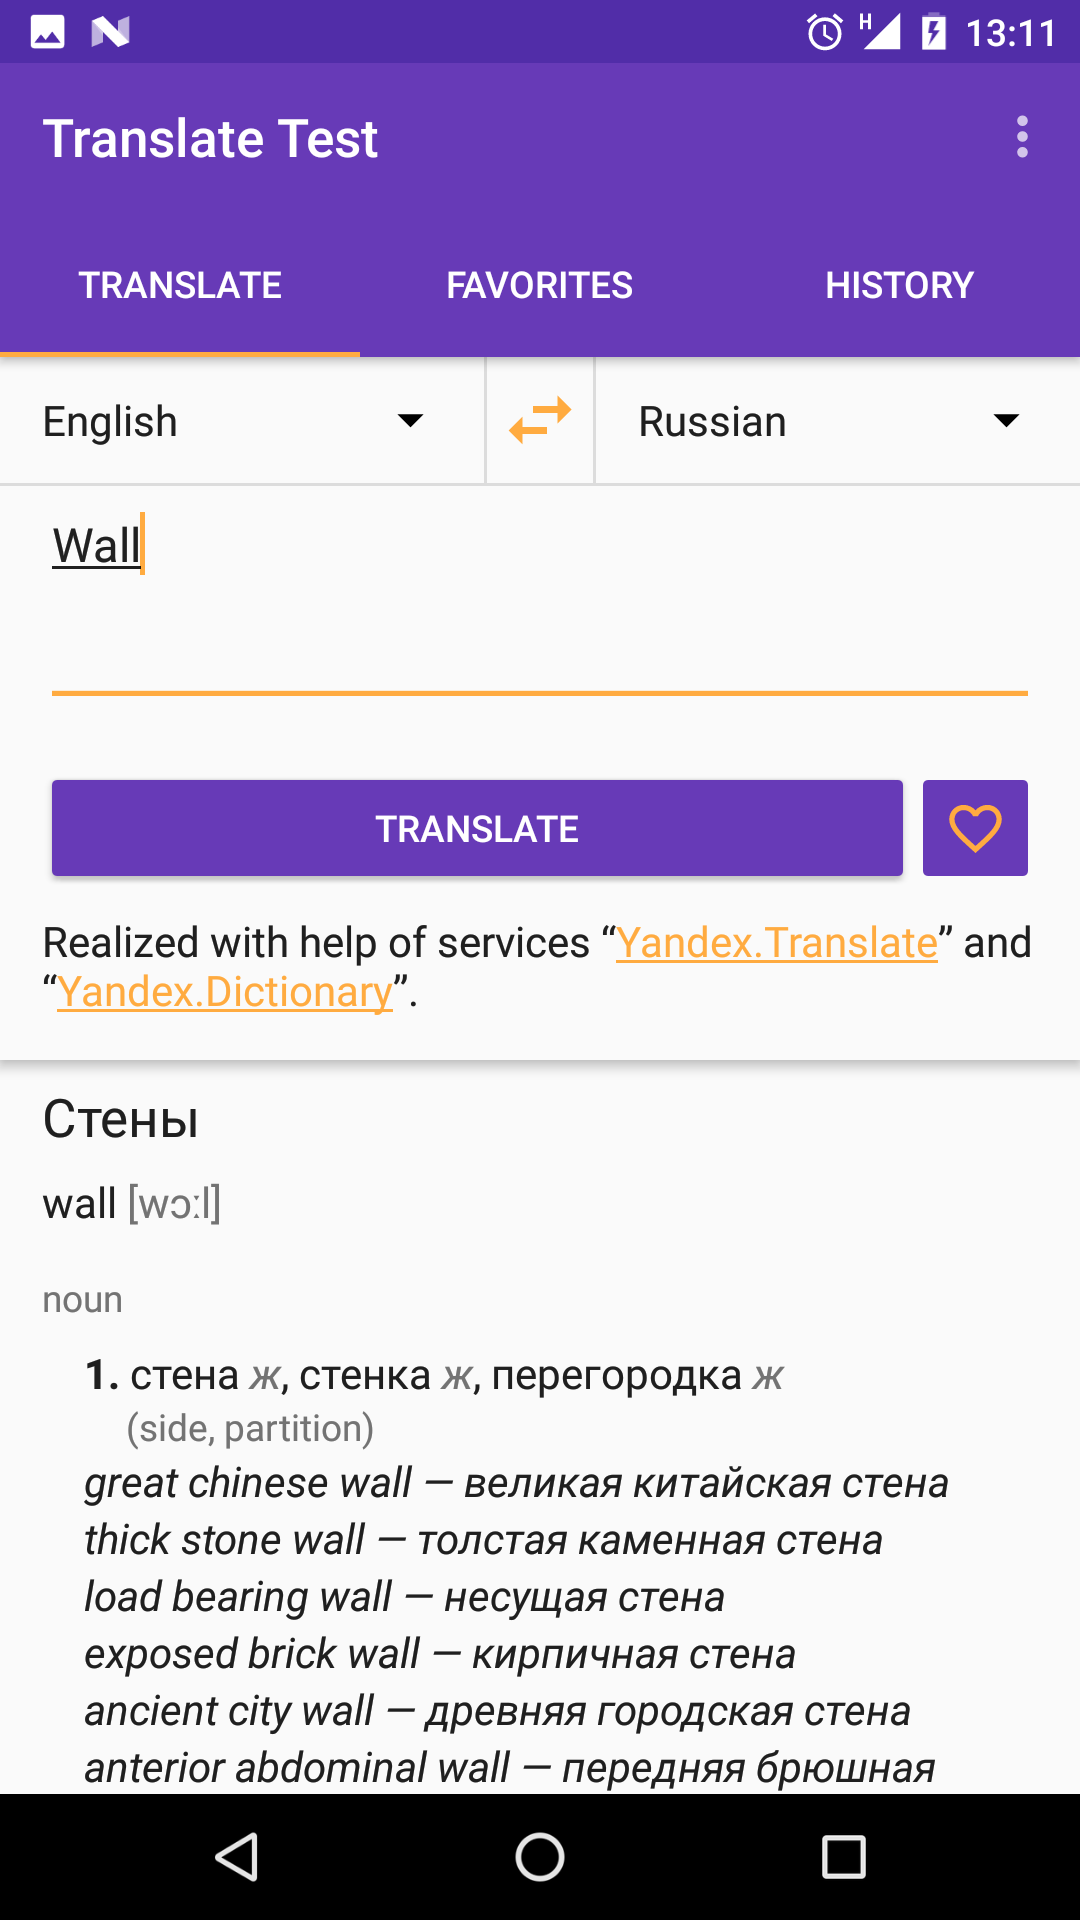 H 13:11
Translate Test
TRANSLATE FAVORITES HISTORY
English Russian
Wall
TRANSLATE
Realized with help of services “Yandex.Translate” and
“Yandex.Dictionary”.
Стены
wall [wɔːl]
noun
1. стена ж, стенка ж, перегородка ж
(side, partition)
great chinese wall — великая китайская стена
thick stone wall — толстая каменная стена
load bearing wall — несущая стена
exposed brick wall — кирпичная стена
ancient city wall — древняя городская стена
anterior abdominal wall — передняя брюшная